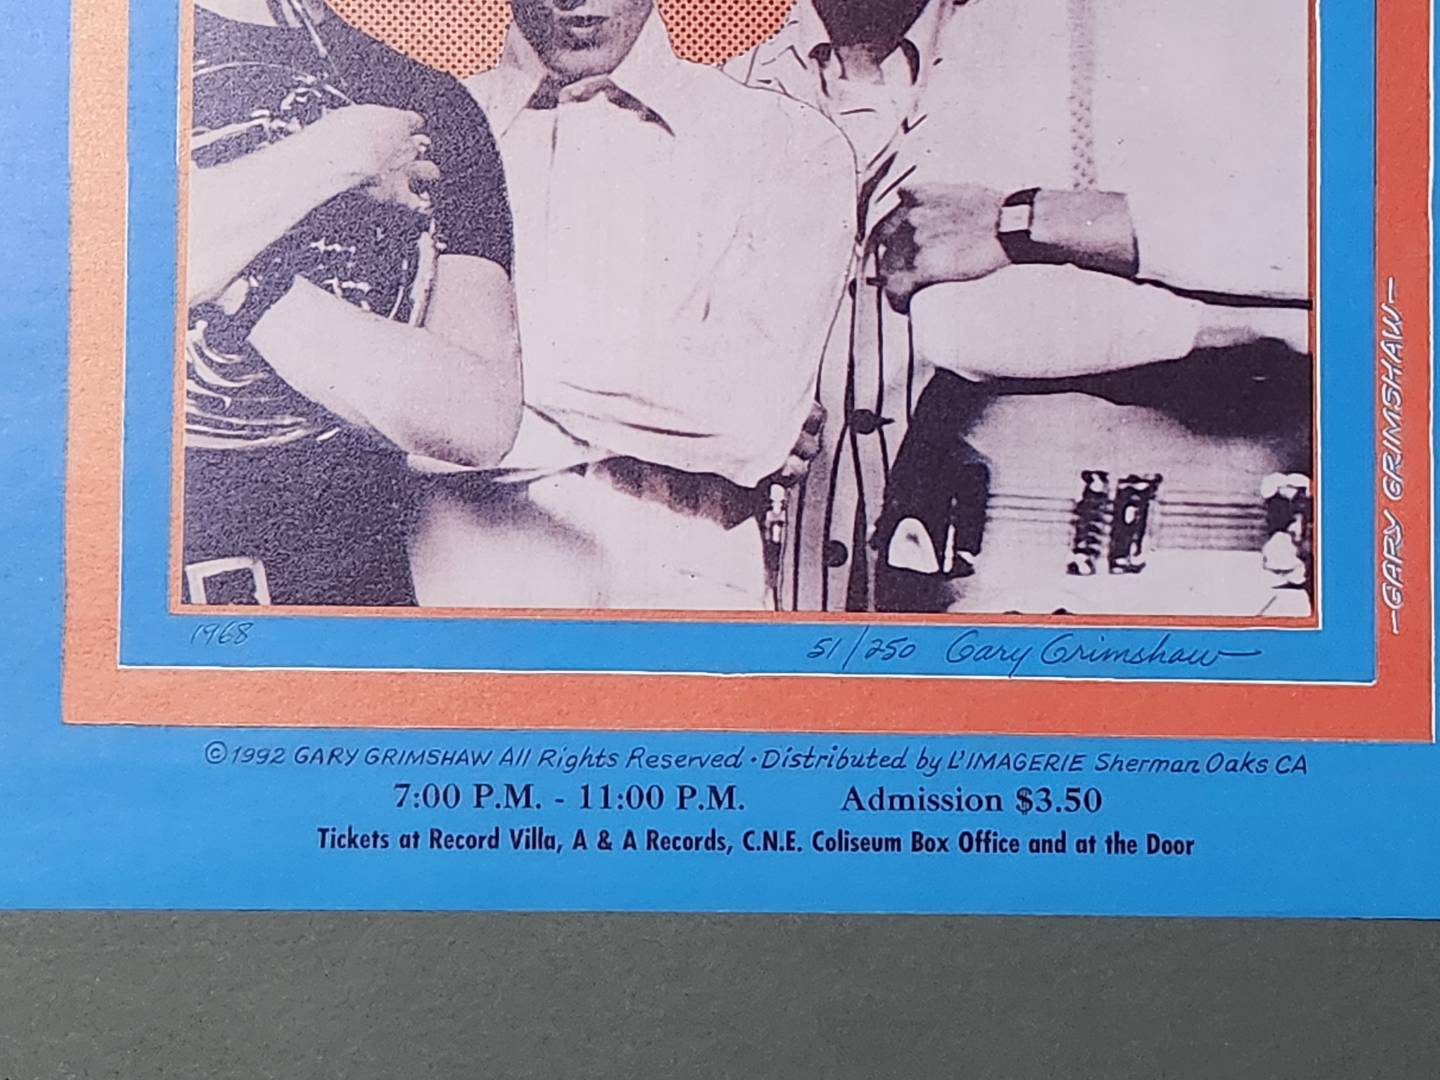 -GARY GRIMSHAW-
1968 51/250 Gary Grimshaw
©1992 GARY GRIMSHAW All Rights Reserved • Distributed by L'IMAGERIE Sherman Oaks CA
7:00 P.M. - 11:00 P.M. Admission $3.50
Tickets at Record Villa, A & A Records, C.N.E. Coliseum Box Office and at the Door